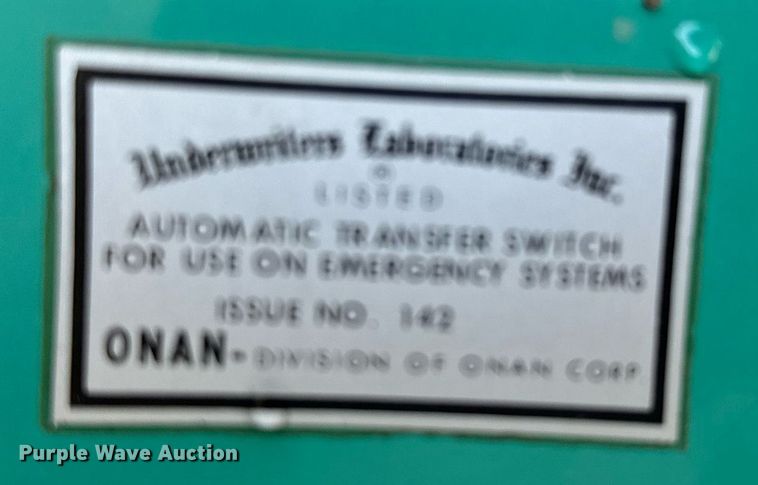 Underwriters Laboratories Inc.
LISTED
AUTOMATIC TRANSFER SWITCH
FOR USE ON EMERGENCY SYSTEMS
ISSUE NO. 142
ONAN - DIVISION OF ONAN CORP.
Purple Wave Auction